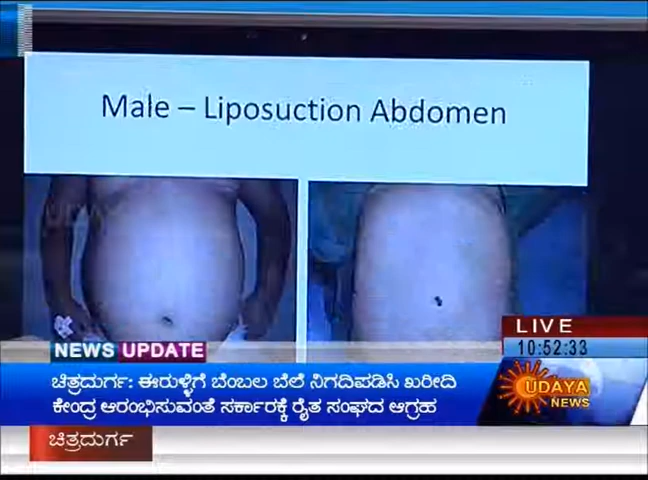 Male – Liposuction Abdomen
UDAYA
LIVE
10:52:33
NEWS UPDATE
ಚಿತ್ರದುರ್ಗ: ಈರುಳ್ಳಿಗೆ ಬೆಂಬಲ ಬೆಲೆ ನಿಗದಿಪಡಿಸಿ ಖರೀದಿ
ಕೇಂದ್ರ ಆರಂಭಿಸುವಂತೆ ಸರ್ಕಾರಕ್ಕೆ ರೈತ ಸಂಘದ ಆಗ್ರಹ
UDAYA
NEWS
ಚಿತ್ರದುರ್ಗ